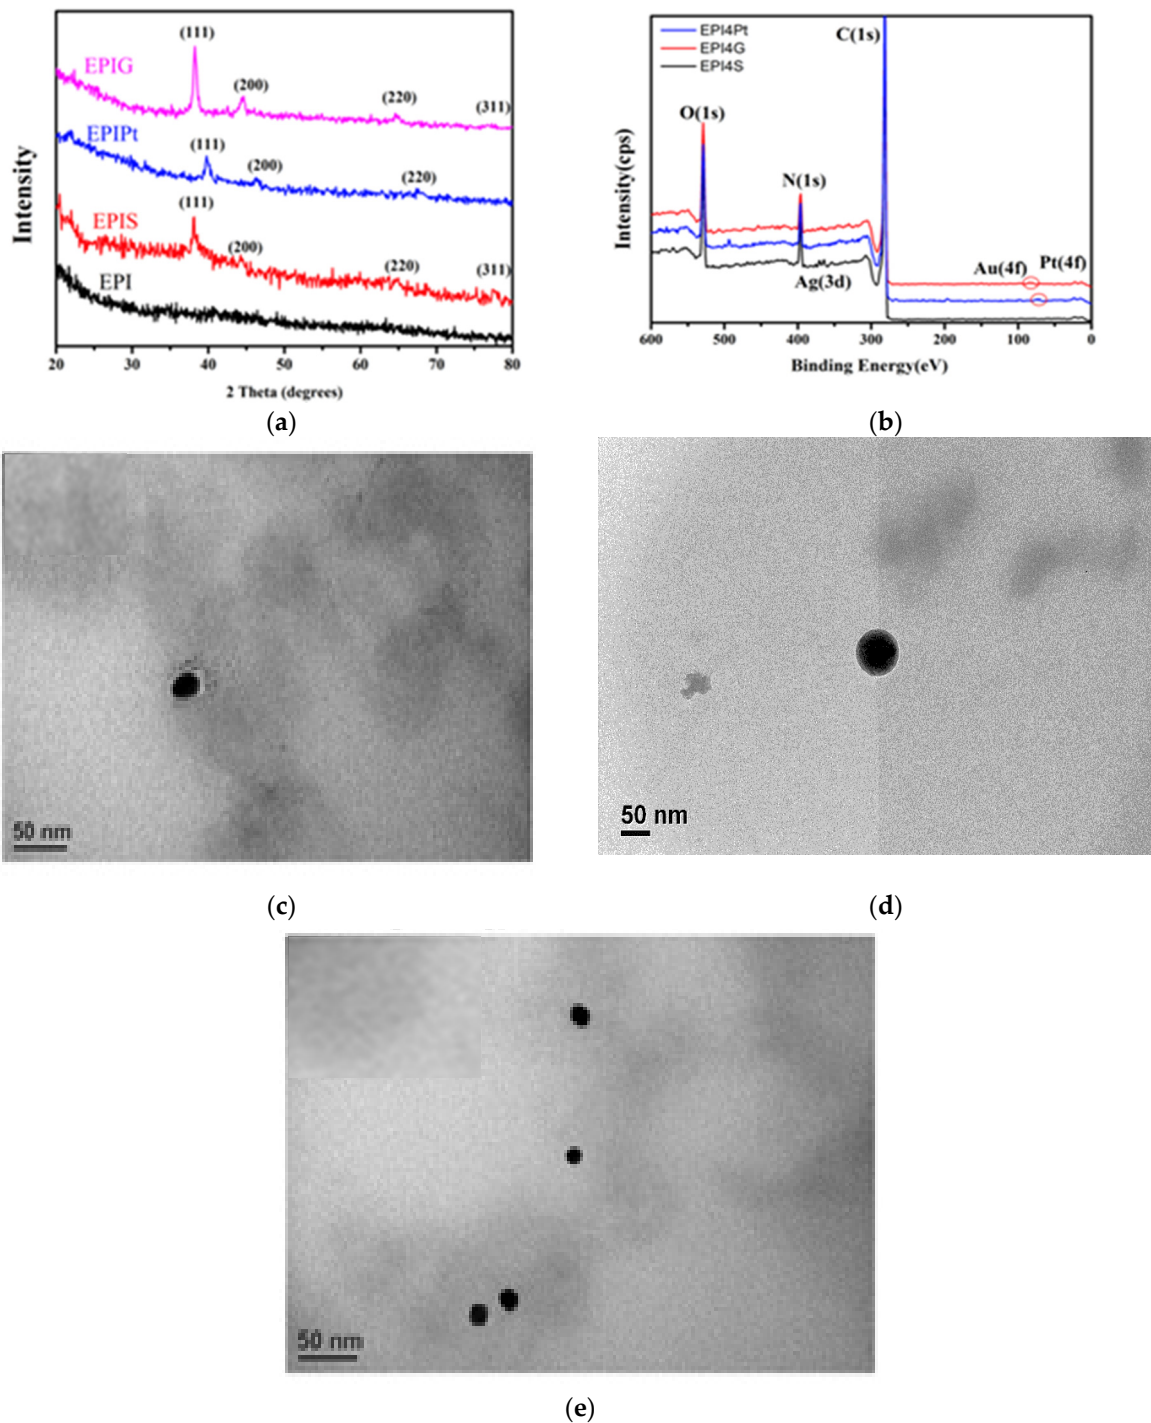 (111)
EPIG
(200)
(220)
(311)
EPIPt
(111)
(200)
(220)
(111)
EPIS
(200)
(220)
(311)
EPI
Intensity
20 30 40 50 60 70 80
2 Theta (degrees)
(a)
EPI4Pt
EPI4G
EPI4S
C(1s)
O(1s)
N(1s)
Ag(3d)
Au(4f)
Pt(4f)
Intensity(cps)
600 500 400 300 200 100 0
Binding Energy(eV)
(b)
50 nm
(c)
50 nm
(d)
50 nm
(e)